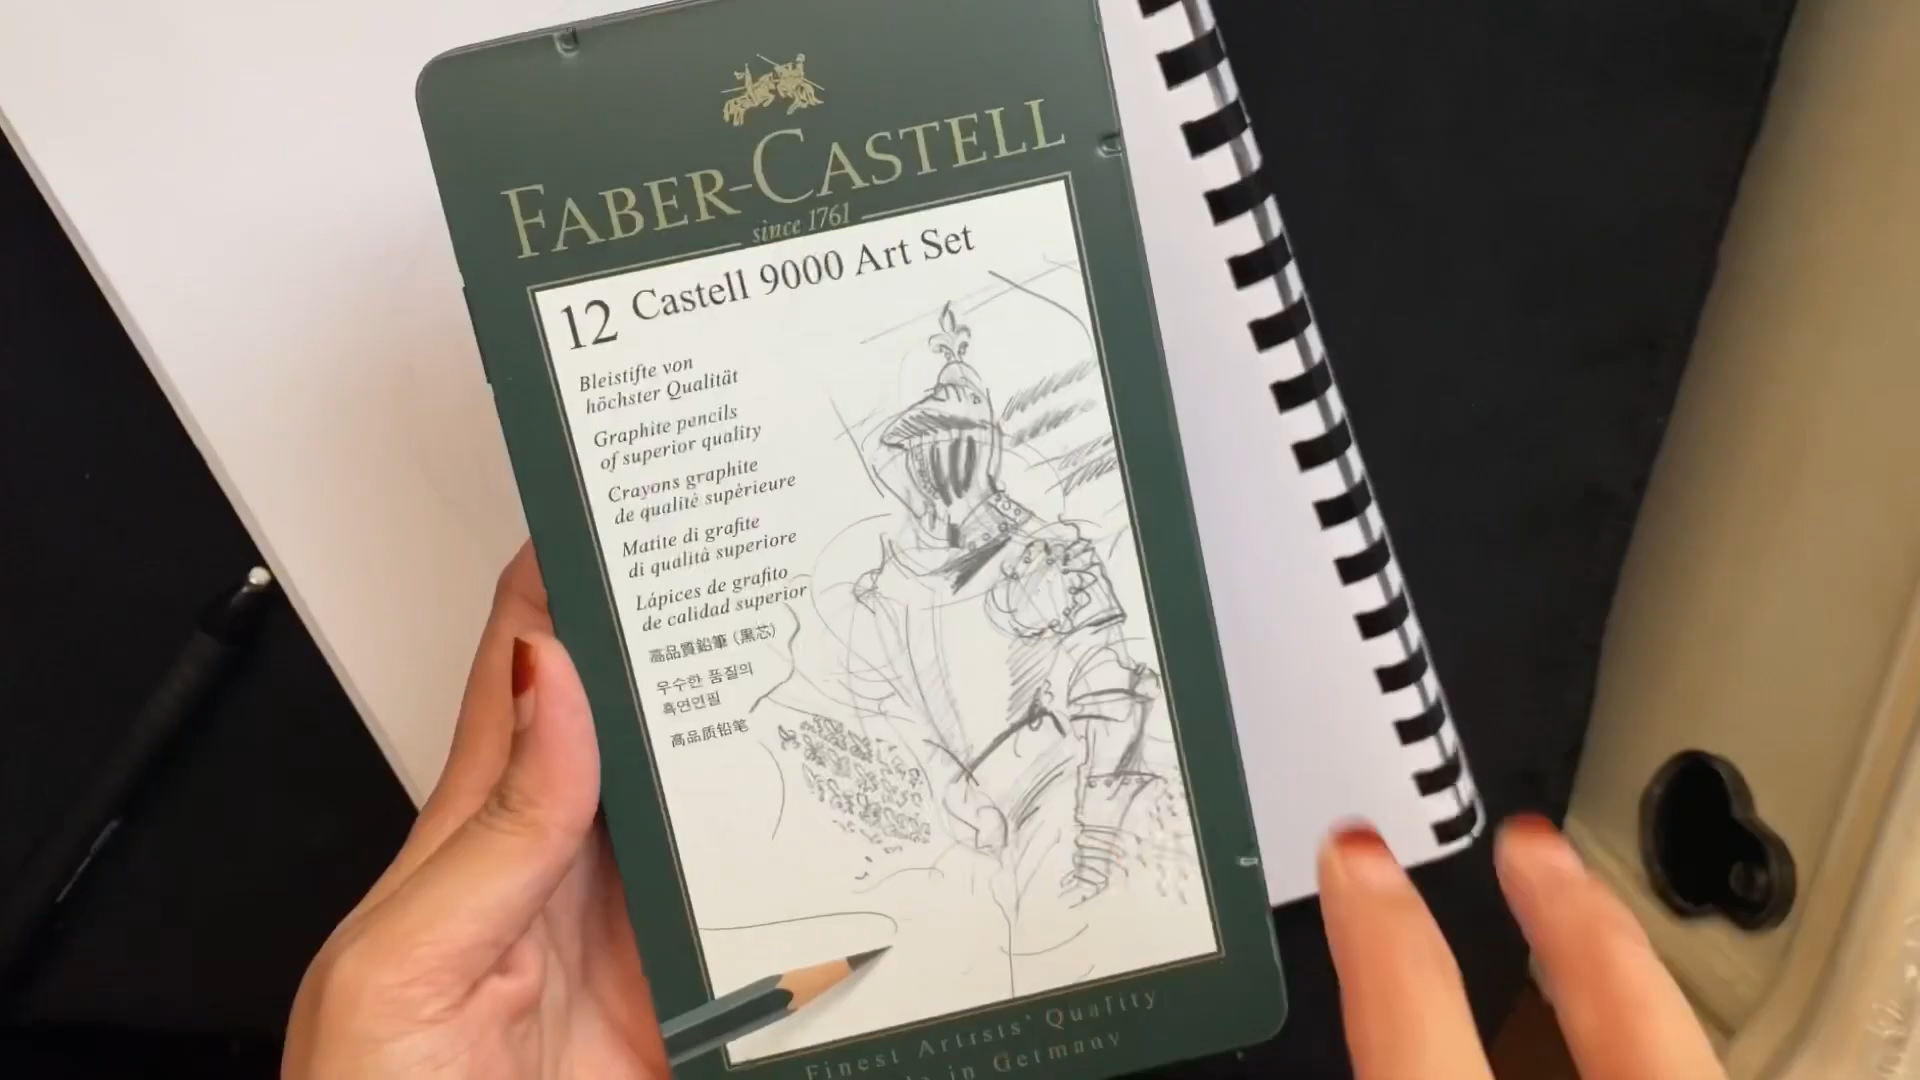 FABER-CASTELL
since 1761
12 Castell 9000 Art Set
Bleistifte von
höchster Qualität
Graphite pencils
of superior quality
Crayons graphite
de qualité supérieure
Matite di grafite
di qualità superiore
Lápices de grafito
de calidad superior
高品質鉛筆（黒芯）
우수한 품질의
흑연연필
高品质铅笔
Finest Artirsts' Quality
in Getmany